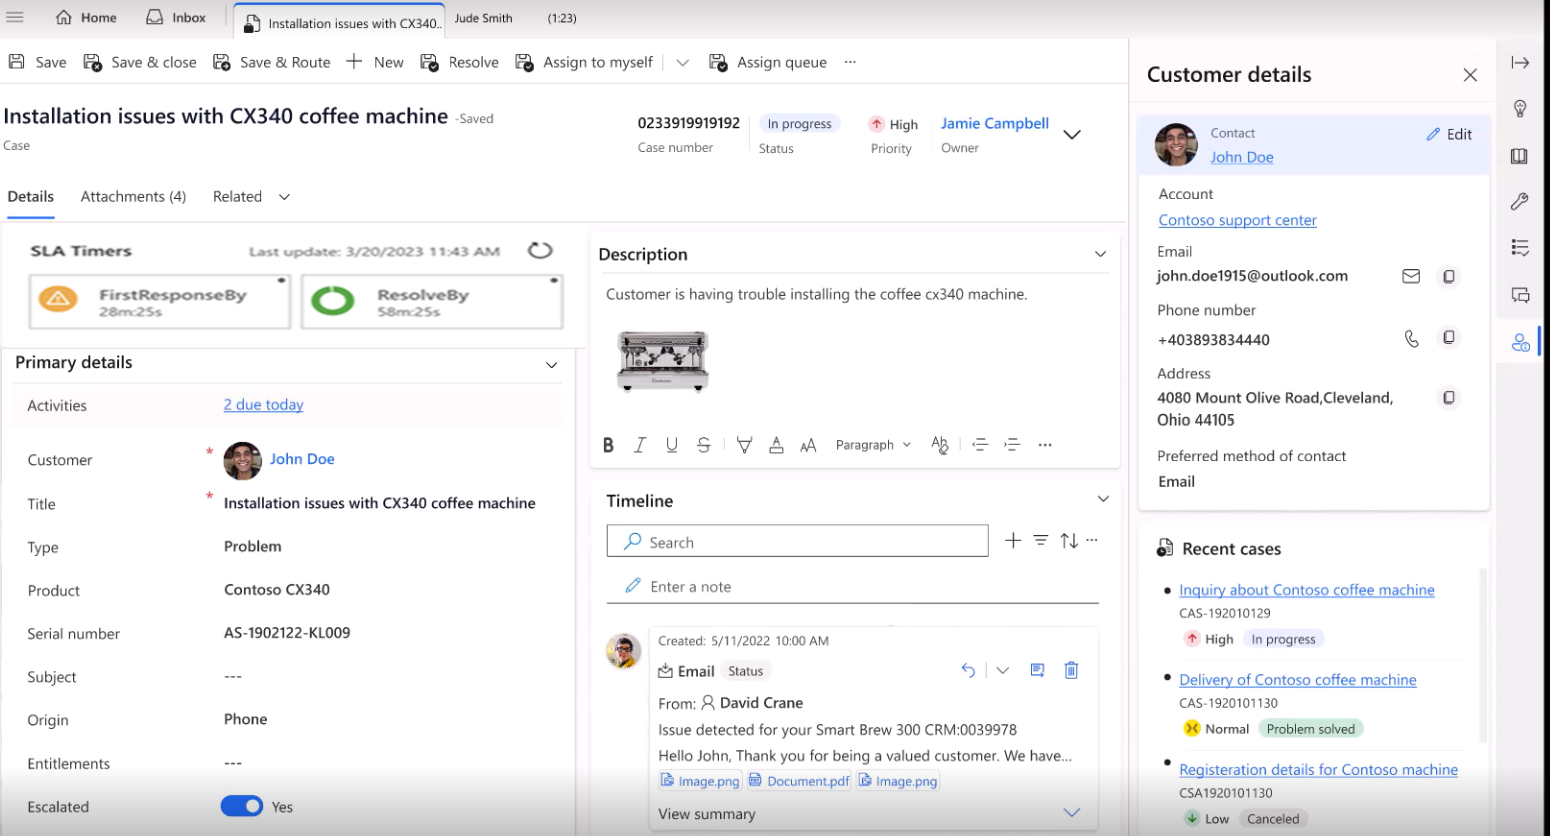 Home
Inbox
Installation issues with CX340..
Jude Smith
(1:23)
Save
Save & close
Save & Route
New
Resolve
Assign to myself
Assign queue
Installation issues with CX340 coffee machine -Saved
Case
0233919919192
Case number
In progress
Status
High
Priority
Jamie Campbell
Owner
Details
Attachments (4)
Related
SLA Timers
Last update: 3/20/2023 11:43 AM
FirstResponseBy
28m:25s
ResolveBy
58m:25s
Primary details
Activities
2 due today
Customer
* John Doe
Title
* Installation issues with CX340 coffee machine
Type
Problem
Product
Contoso CX340
Serial number
AS-1902122-KL009
Subject
---
Origin
Phone
Entitlements
---
Escalated
Yes
Description
Customer is having trouble installing the coffee cx340 machine.
B I U S A AA Paragraph Ab
Timeline
Search
Enter a note
Created: 5/11/2022 10:00 AM
Email Status
From: David Crane
Issue detected for your Smart Brew 300 CRM:0039978
Hello John, Thank you for being a valued customer. We have...
Image.png Document.pdf Image.png
View summary
Customer details
Contact
John Doe
Edit
Account
Contoso support center
Email
john.doe1915@outlook.com
Phone number
+403893834440
Address
4080 Mount Olive Road,Cleveland,
Ohio 44105
Preferred method of contact
Email
Recent cases
Inquiry about Contoso coffee machine
CAS-192010129
High In progress
Delivery of Contoso coffee machine
CAS-1920101130
Normal Problem solved
Registeration details for Contoso machine
CSA1920101130
Low Canceled